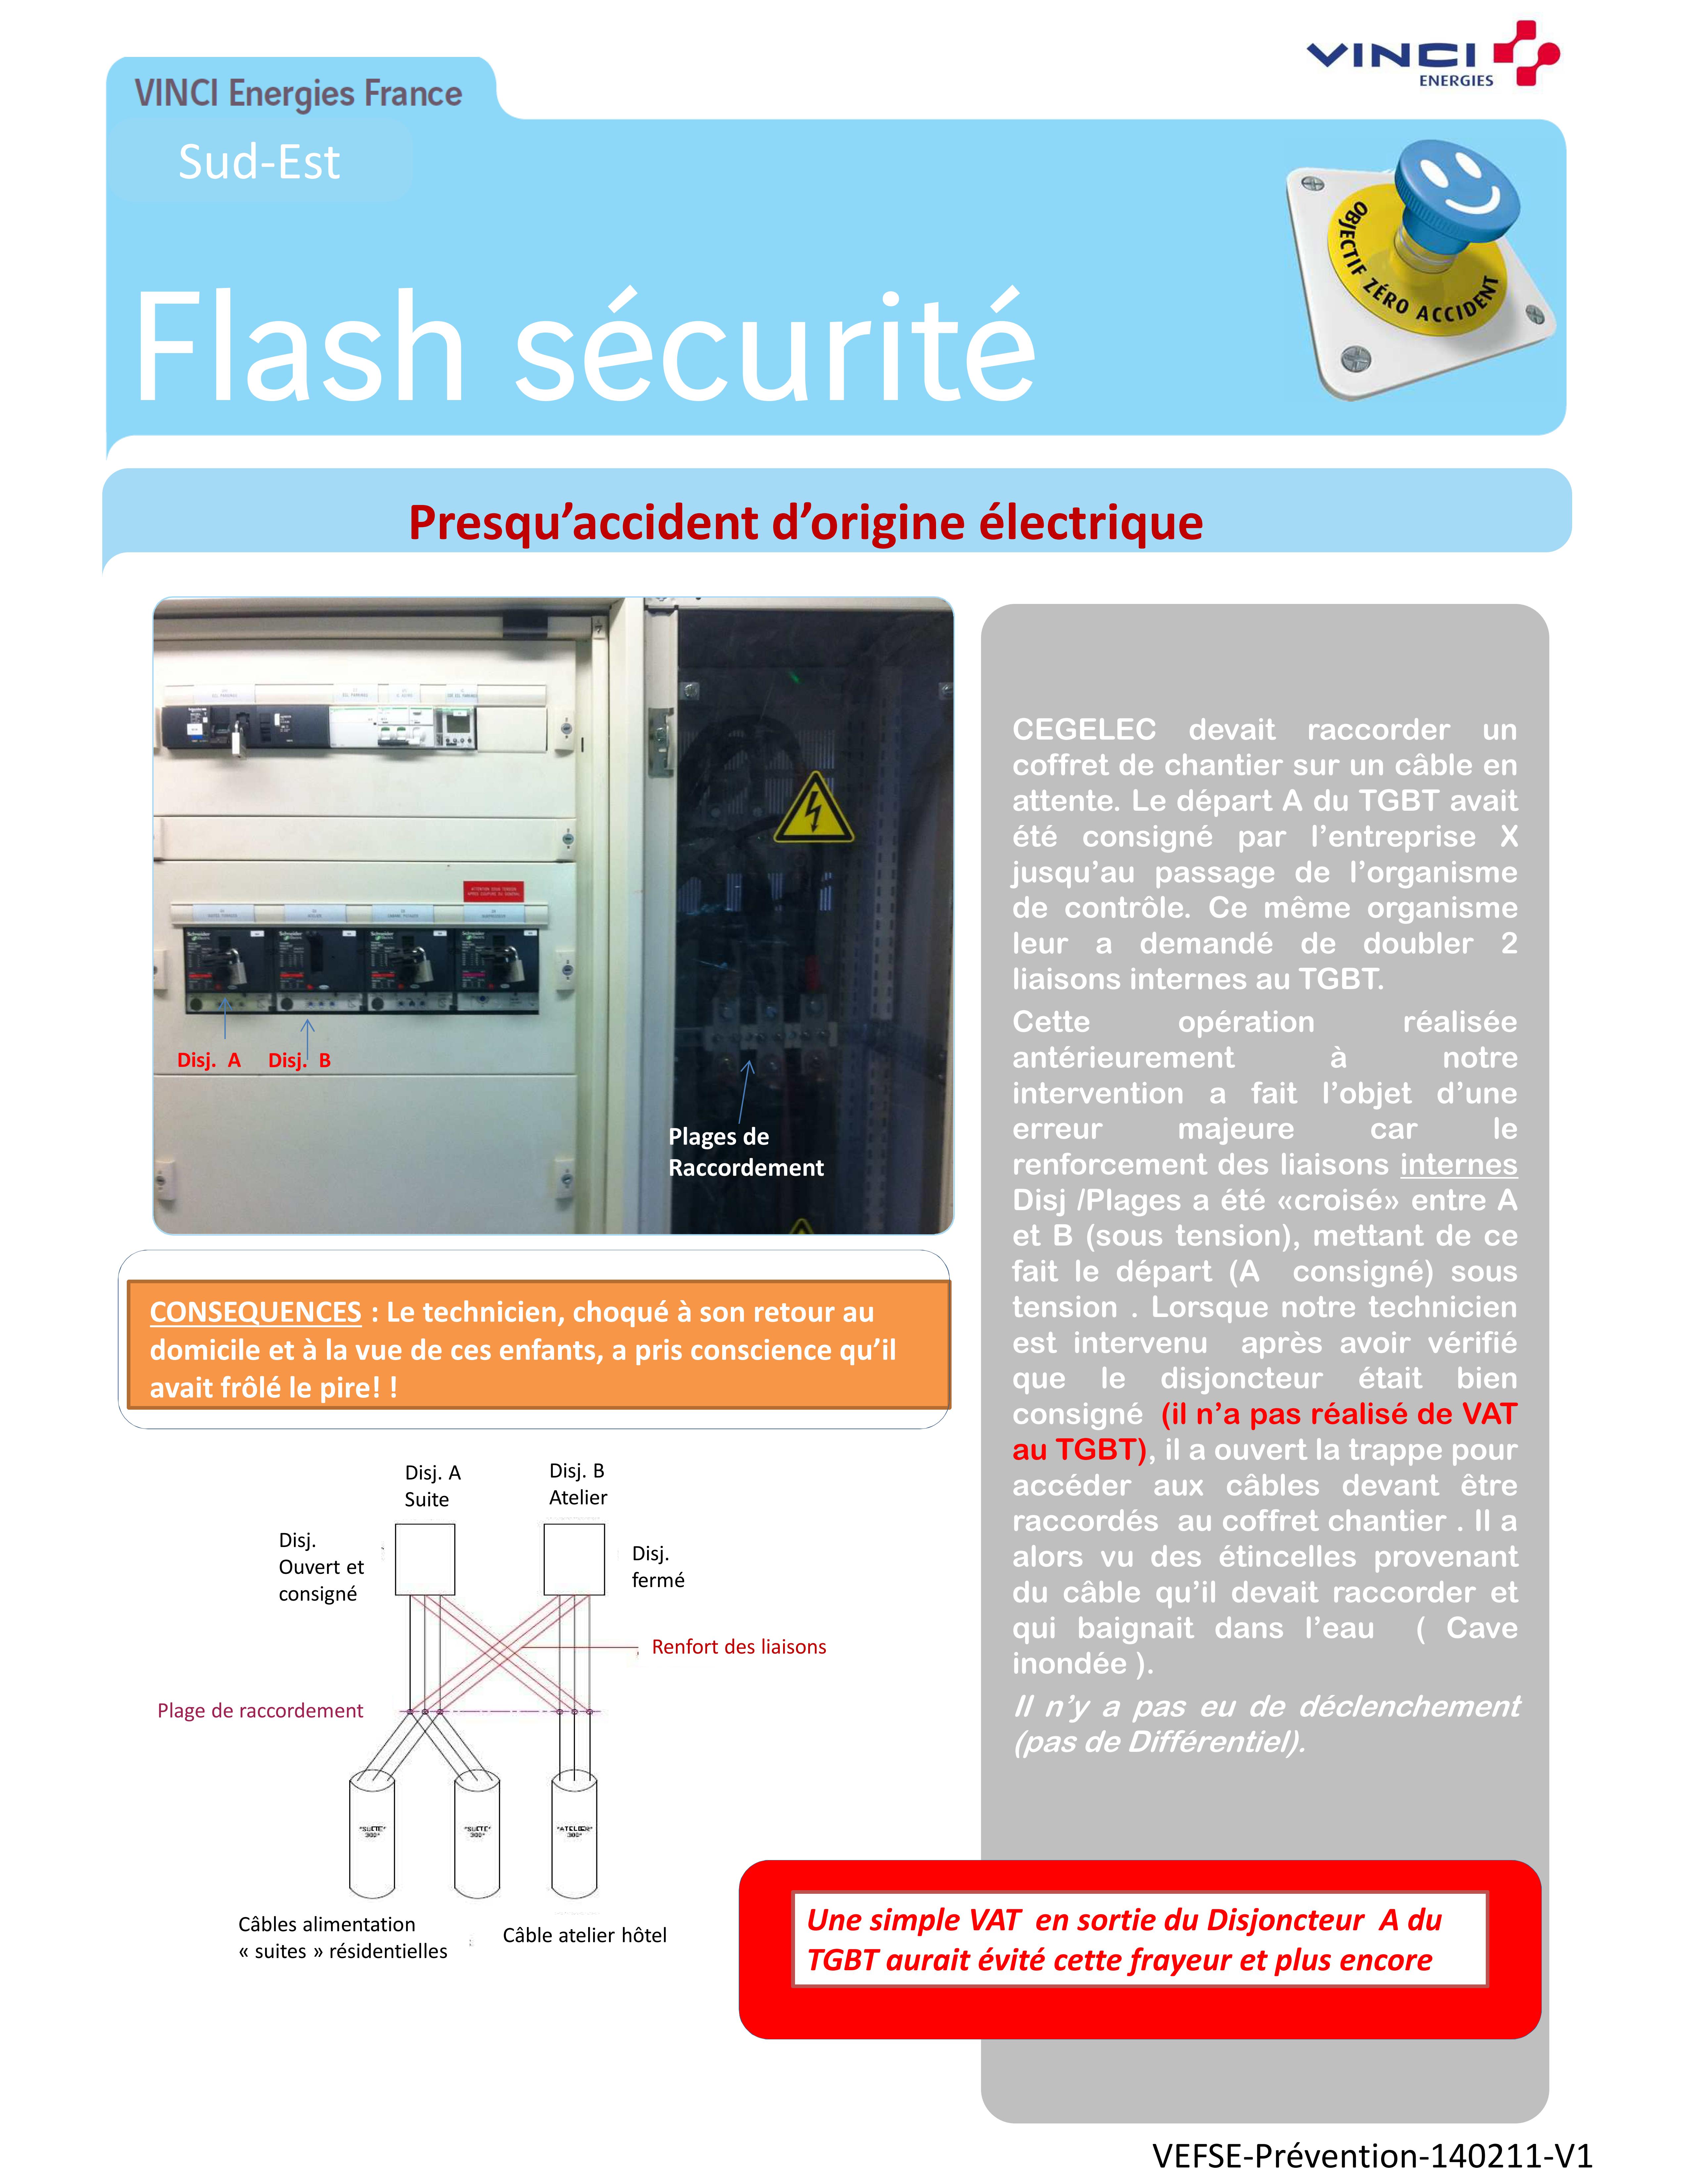 VINCI
ENERGIES
VINCI Energies France
Sud-Est
OBJECTIF ZÉRO ACCIDENT
Flash sécurité
Presqu’accident d’origine électrique
Disj. A
Disj. B
Plages de
Raccordement
CONSEQUENCES : Le technicien, choqué à son retour au
domicile et à la vue de ces enfants, a pris conscience qu’il
avait frôlé le pire! !
Disj. A
Suite
Disj. B
Atelier
Disj.
Ouvert et
consigné
Disj.
fermé
Renfort des liaisons
Plage de raccordement
"SUITE"
300²
"SUITE"
300²
"ATELIER"
300²
Câbles alimentation
« suites » résidentielles
Câble atelier hôtel
CEGELEC devait raccorder un
coffret de chantier sur un câble en
attente. Le départ A du TGBT avait
été consigné par l’entreprise X
jusqu’au passage de l’organisme
de contrôle. Ce même organisme
leur a demandé de doubler 2
liaisons internes au TGBT.
Cette opération réalisée
antérieurement à notre
intervention a fait l’objet d’une
erreur majeure car le
renforcement des liaisons internes
Disj /Plages a été «croisé» entre A
et B (sous tension), mettant de ce
fait le départ (A consigné) sous
tension . Lorsque notre technicien
est intervenu après avoir vérifié
que le disjoncteur était bien
consigné (il n’a pas réalisé de VAT
au TGBT), il a ouvert la trappe pour
accéder aux câbles devant être
raccordés au coffret chantier . Il a
alors vu des étincelles provenant
du câble qu’il devait raccorder et
qui baignait dans l’eau ( Cave
inondée ).
Il n’y a pas eu de déclenchement
(pas de Différentiel).
Une simple VAT en sortie du Disjoncteur A du
TGBT aurait évité cette frayeur et plus encore
VEFSE-Prévention-140211-V1